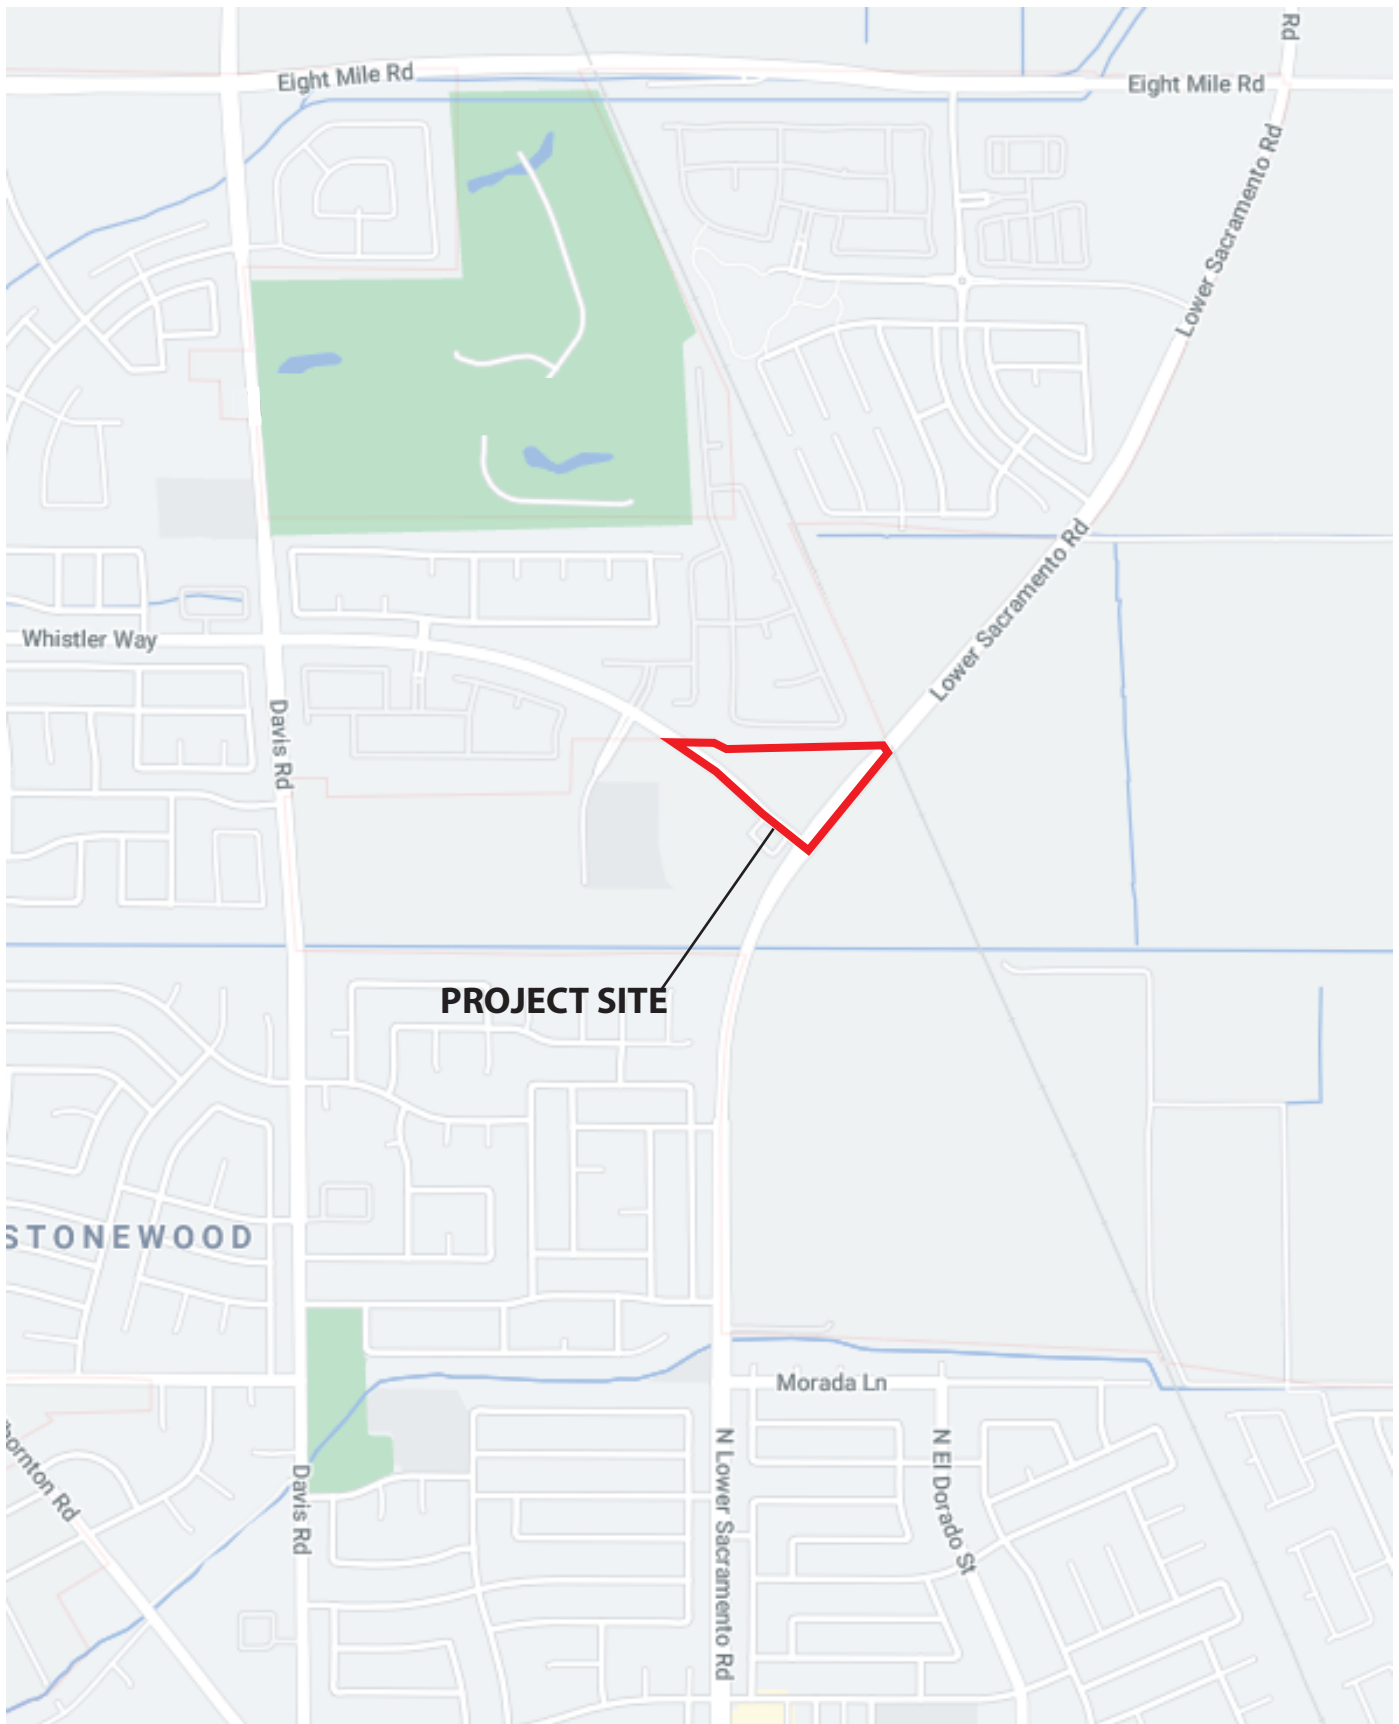 Rd
Eight Mile Rd
Eight Mile Rd
Lower Sacramento Rd
Lower Sacramento Rd
Whistler Way
Davis Rd
PROJECT SITE
STONEWOOD
Morada Ln
N Lower Sacramento Rd
N El Dorado St
Davis Rd
hornton Rd